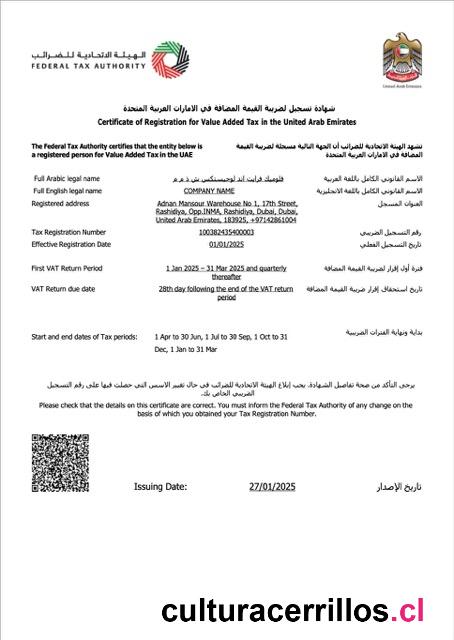 الهيئة الاتحادية للضرائب
FEDERAL TAX AUTHORITY
UNITED ARAB EMIRATES
شهادة تسجيل لضريبة القيمة المضافة في الامارات العربية المتحدة
Certificate of Registration for Value Added Tax in the United Arab Emirates
The Federal Tax Authority certifies that the entity below is
a registered person for Value Added Tax in the UAE
تشهد الهيئة الاتحادية للضرائب أن الجهة التالية مسجلة لضريبة القيمة
المضافة في الامارات العربية المتحدة
Full Arabic legal name فلوميك فرايت اند لوجيستكس ش ذ م م الاسم القانوني الكامل باللغة العربية
Full English legal name COMPANY NAME الاسم القانوني الكامل باللغة الانجليزية
Registered address Adnan Mansour Warehouse No 1, 17th Street, العنوان المسجل
Rashidiya, Opp.INMA, Rashidiya, Dubai, Dubai,
United Arab Emirates, 183925, +97142861004
Tax Registration Number 100382435400003 رقم التسجيل الضريبي
Effective Registration Date 01/01/2025 تاريخ التسجيل الفعلي
First VAT Return Period 1 Jan 2025 – 31 Mar 2025 and quarterly فترة أول إقرار لضريبة القيمة المضافة
thereafter
VAT Return due date 28th day following the end of the VAT return تاريخ استحقاق إقرار ضريبة القيمة المضافة
period
Start and end dates of Tax periods: 1 Apr to 30 Jun, 1 Jul to 30 Sep, 1 Oct to 31 بداية ونهاية الفترات الضريبية
Dec, 1 Jan to 31 Mar
يرجى التأكد من صحة تفاصيل الشهادة. يجب إبلاغ الهيئة الاتحادية للضرائب في حال تغيير الاسس التي حصلت فيها على رقم التسجيل
الضريبي الخاص بك.
Please check that the details on this certificate are correct. You must inform the Federal Tax Authority of any change on the
basis of which you obtained your Tax Registration Number.
Issuing Date: 27/01/2025 تاريخ الإصدار
culturacerrillos.cl